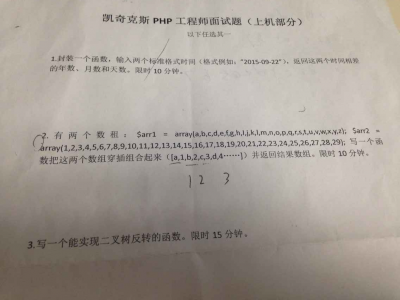 凯奇克斯 PHP 工程师面试题（上机部分）
以下任选其一
1.封装一个函数，输入两个标准格式时间（格式例如："2015-09-22"），返回这两个时间相差
的年数、月数和天数。限时 10 分钟。
2. 有两个数组：$arr1 = array(a,b,c,d,e,f,g,h,i,j,k,l,m,n,o,p,q,r,s,t,u,v,w,x,y,z); $arr2 =
array(1,2,3,4,5,6,7,8,9,10,11,12,13,14,15,16,17,18,19,20,21,22,23,24,25,26,27,28,29); 写一个函
数把这两个数组穿插组合起来（[a,1,b,2,c,3,d,4……]）并返回结果数组。限时 10 分钟。
1 2 3
3.写一个能实现二叉树反转的函数。限时 15 分钟。